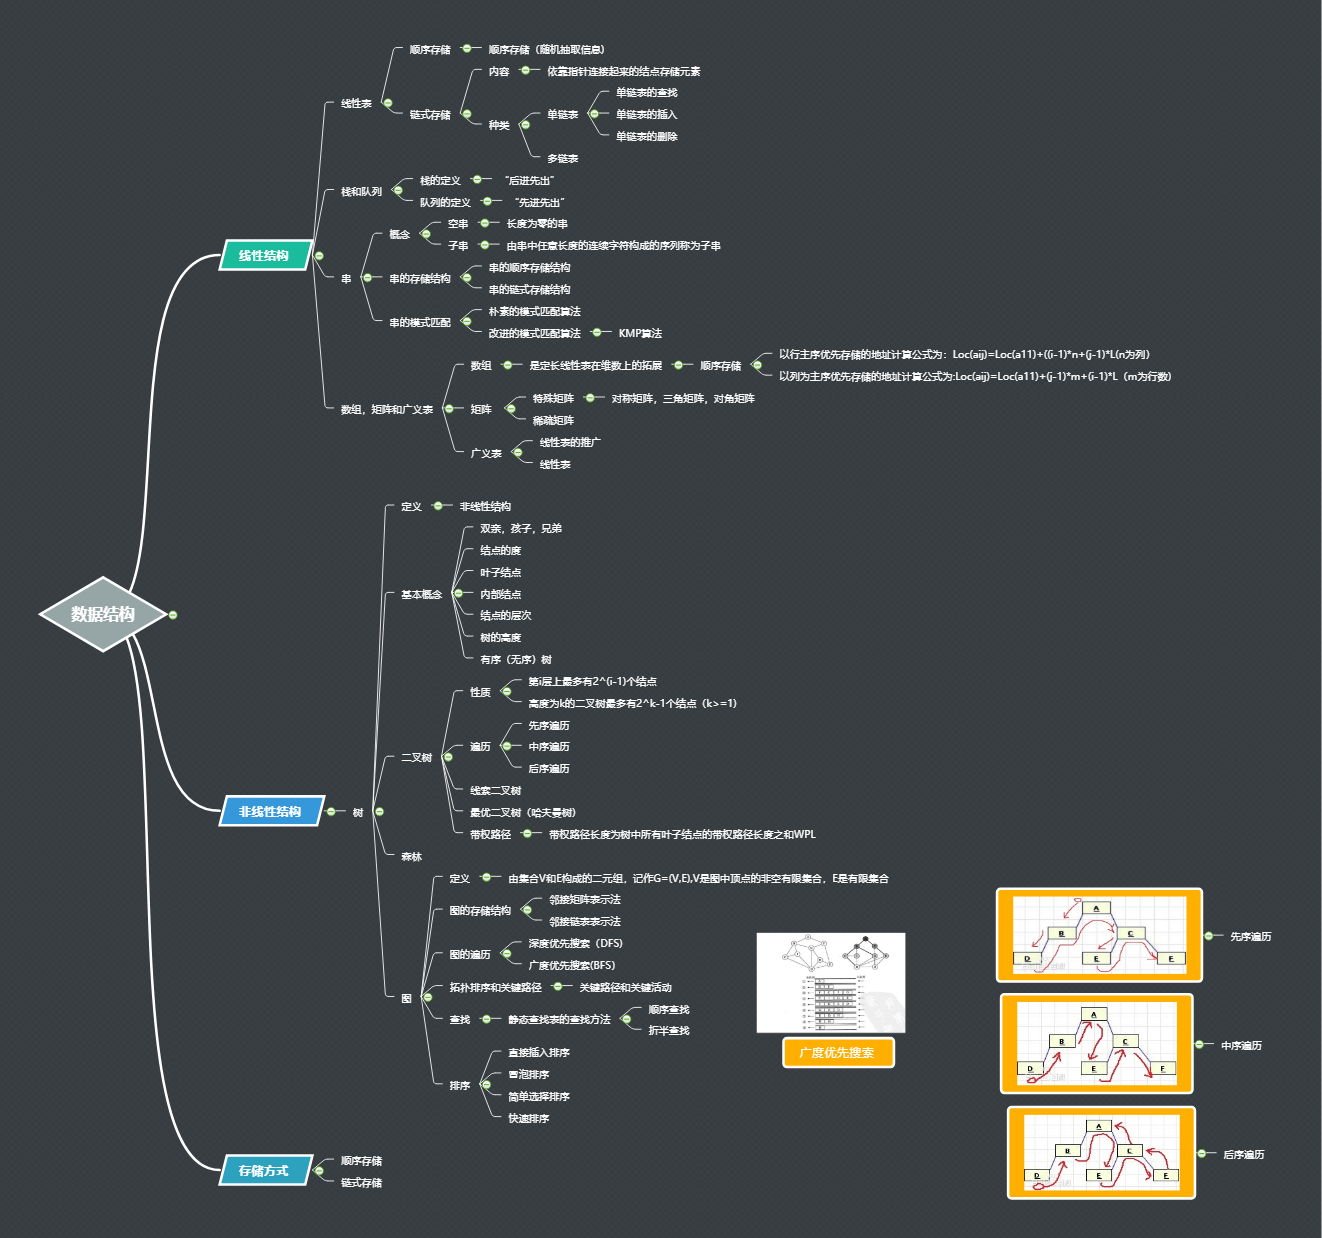 数据结构
线性结构
线性表
顺序存储
顺序存储（随机抽取信息）
链式存储
内容
依靠指针连接起来的结点存储元素
种类
单链表
单链表的查找
单链表的插入
单链表的删除
多链表
栈和队列
栈的定义
“后进先出”
队列的定义
“先进先出”
串
概念
空串
长度为零的串
子串
由串中任意长度的连续字符构成的序列称为子串
串的存储结构
串的顺序存储结构
串的链式存储结构
串的模式匹配
朴素的模式匹配算法
改进的模式匹配算法
KMP算法
数组，矩阵和广义表
数组
是定长线性表在维数上的拓展
顺序存储
以行主序优先存储的地址计算公式为：Loc(aij)=Loc(a11)+((i-1)*n+(j-1)*L(n为列）
以列为主序优先存储的地址计算公式为:Loc(aij)=Loc(a11)+(j-1)*m+(i-1)*L（m为行数）
矩阵
特殊矩阵
对称矩阵，三角矩阵，对角矩阵
稀疏矩阵
广义表
线性表的推广
线性表
非线性结构
树
定义
非线性结构
基本概念
双亲，孩子，兄弟
结点的度
叶子结点
内部结点
结点的层次
树的高度
有序（无序）树
二叉树
性质
第i层上最多有2^(i-1)个结点
高度为k的二叉树最多有2^k-1个结点（k>=1）
遍历
先序遍历
中序遍历
后序遍历
线索二叉树
最优二叉树（哈夫曼树）
带权路径
带权路径长度为树中所有叶子结点的带权路径长度之和WPL
森林
图
定义
由集合V和E构成的二元组，记作G=(V,E),V是图中顶点的非空有限集合，E是有限集合
图的存储结构
邻接矩阵表示法
邻接链表表示法
图的遍历
深度优先搜索（DFS)
广度优先搜索(BFS)
拓扑排序和关键路径
关键路径和关键活动
查找
静态查找表的查找方法
顺序查找
折半查找
排序
直接插入排序
冒泡排序
简单选择排序
快速排序
存储方式
顺序存储
链式存储
广度优先搜索
A
B
C
D
E
F
先序遍历
A
B
C
D
E
F
中序遍历
A
B
C
D
E
F
后序遍历